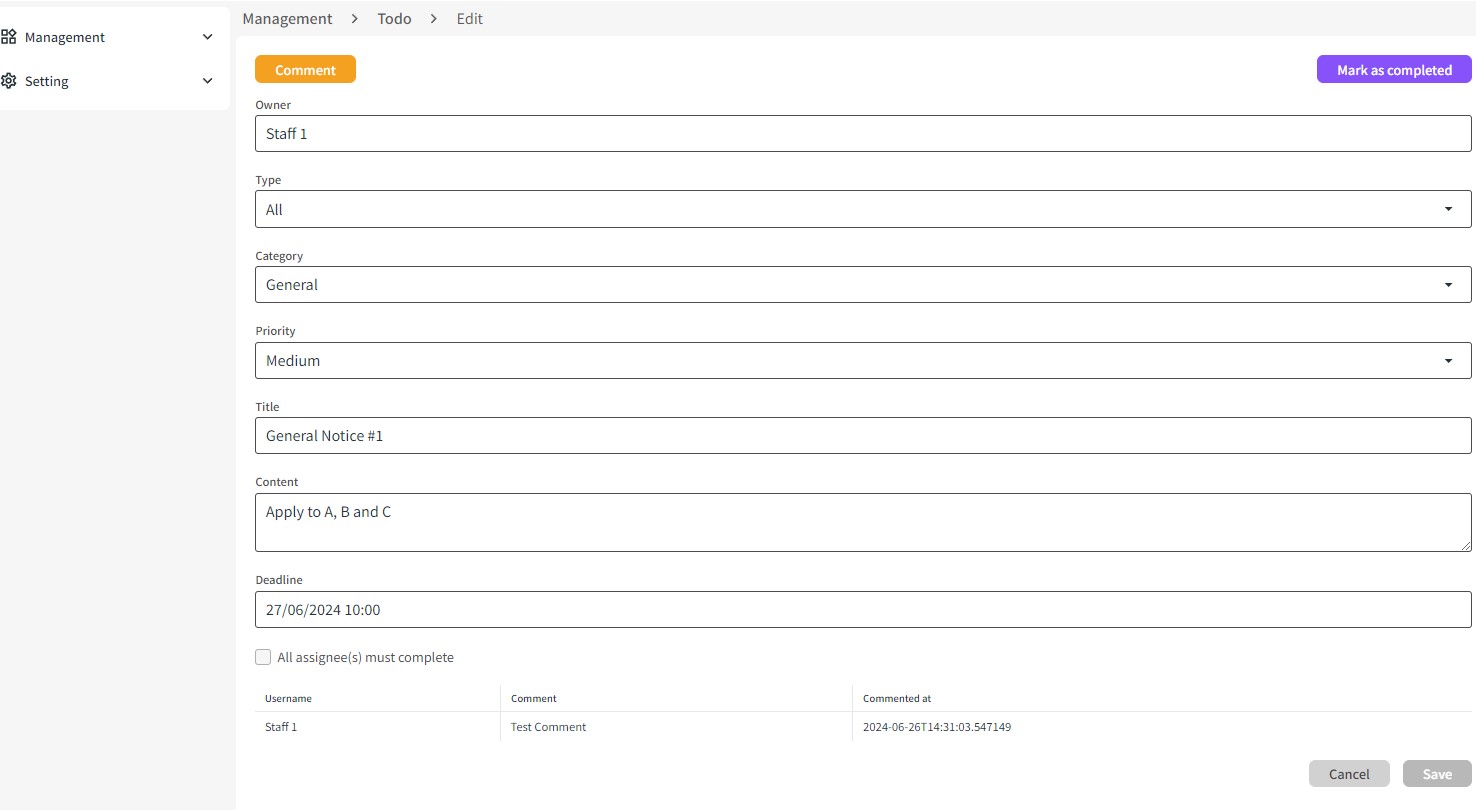 Management
Setting
Management > Todo > Edit
Comment
Mark as completed
Owner
Staff 1
Type
All
Category
General
Priority
Medium
Title
General Notice #1
Content
Apply to A, B and C
Deadline
27/06/2024 10:00
All assignee(s) must complete
Username Comment Commented at
Staff 1 Test Comment 2024-06-26T14:31:03.547149
Cancel Save